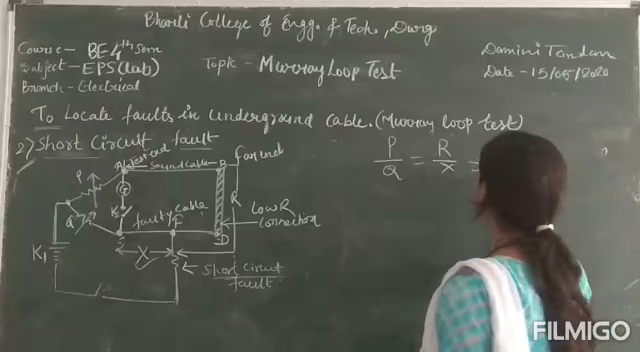 Bharti College of Engg. & Tech., Durg
Course - BE 4th Sem
Subject - EPS (Lab)
Branch - Electrical
Topic - Murray Loop Test
Damini Tandan
Date - 15/05/2020
To Locate faults in underground cable. (Murray loop test)
2) Short Circuit fault
Test end
Sound cable
B
far end
P
G
K
R
Q
faulty cable
F
Low R
connection
D
K1
X
Short circuit
fault
P/Q = R/X =
FILMIGO